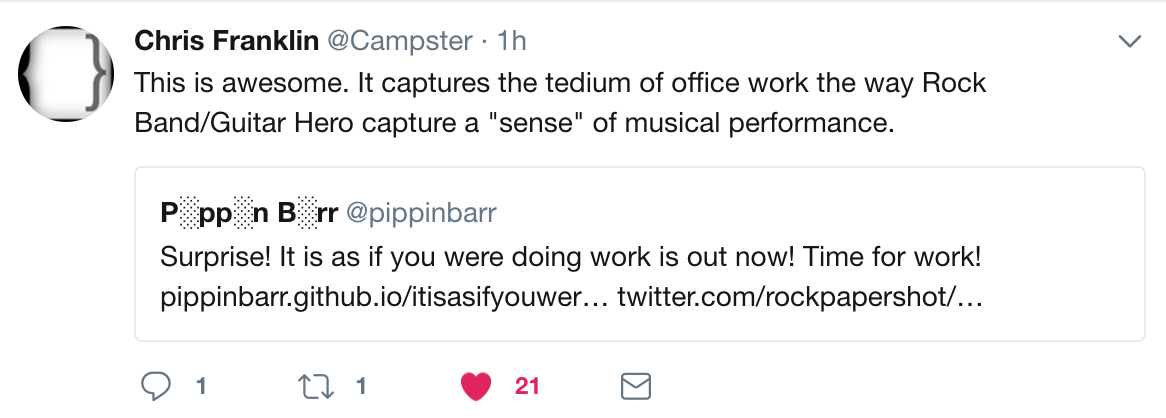 Chris Franklin @Campster · 1h
This is awesome. It captures the tedium of office work the way Rock
Band/Guitar Hero capture a "sense" of musical performance.
P░pp░n B░rr @pippinbarr
Surprise! It is as if you were doing work is out now! Time for work!
pippinbarr.github.io/itisasifyouwer… twitter.com/rockpapershot/…
1 1 21